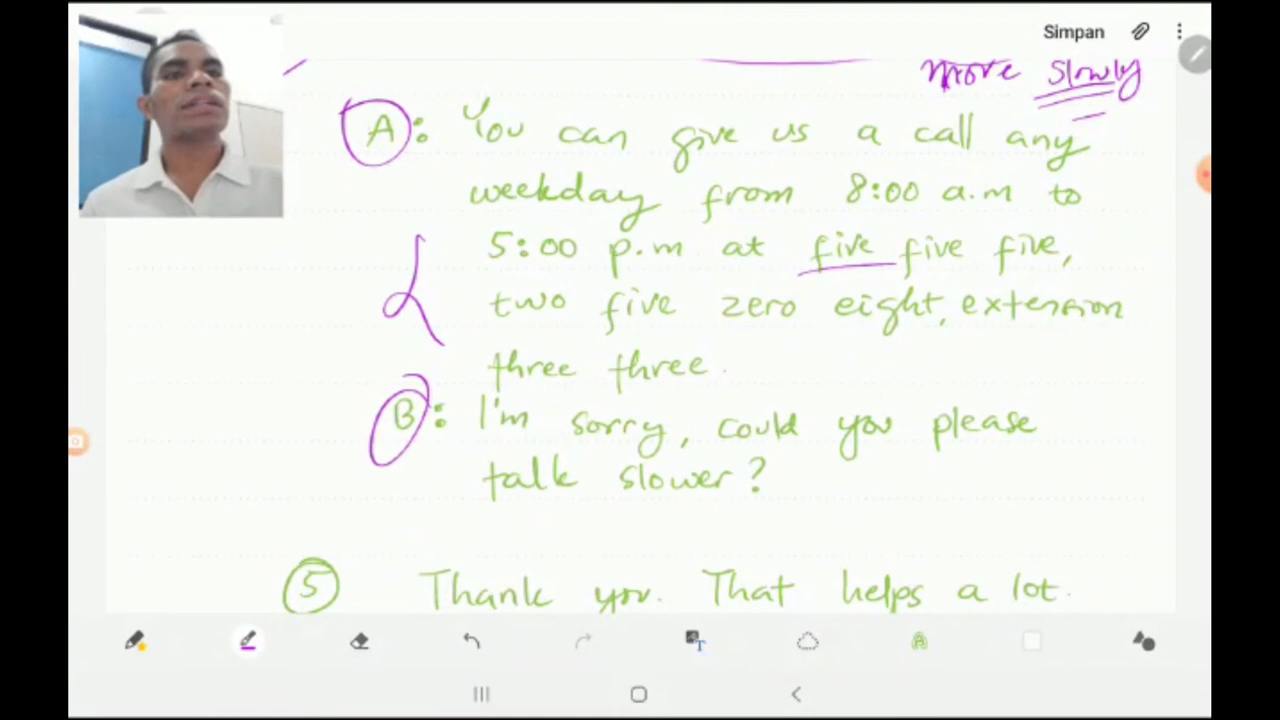 Simpan
more slowly
A: You can give us a call any
weekday from 8:00 a.m to
5:00 p.m at five five five,
two five zero eight, extension
three three.
B: I'm sorry, could you please
talk slower?
5 Thank you. That helps a lot.